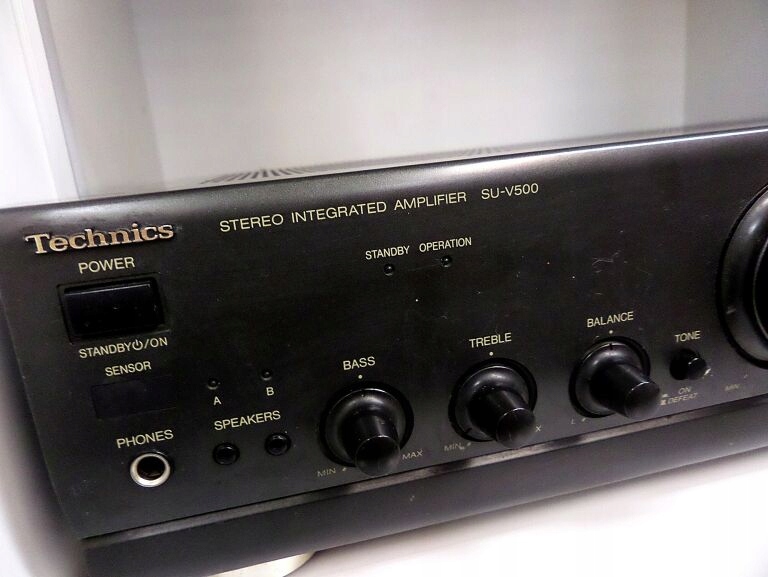 Technics
STEREO INTEGRATED AMPLIFIER SU-V500
POWER
STANDBY OPERATION
STANDBY⏻/ON
SENSOR
A B
SPEAKERS
PHONES
BASS
MIN MAX
TREBLE
MIN X
BALANCE
L
TONE
ON
DEFEAT
MIN